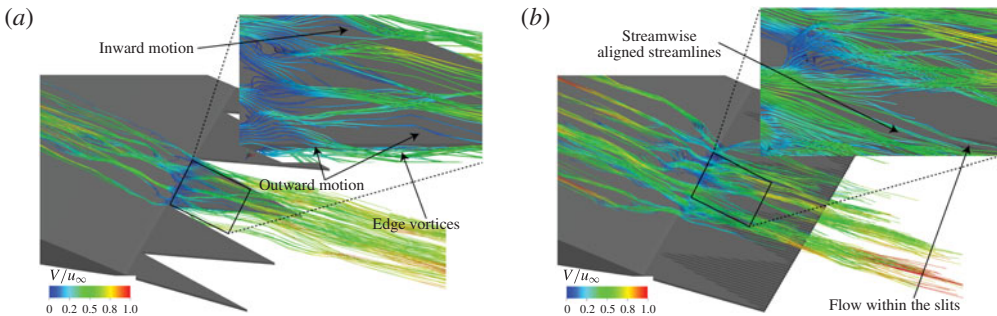 (a)
Inward motion
Outward motion
Edge vortices
V/u∞
0 0.2 0.5 0.8 1.0
(b)
Streamwise
aligned streamlines
V/u∞
0 0.2 0.5 0.8 1.0
Flow within the slits